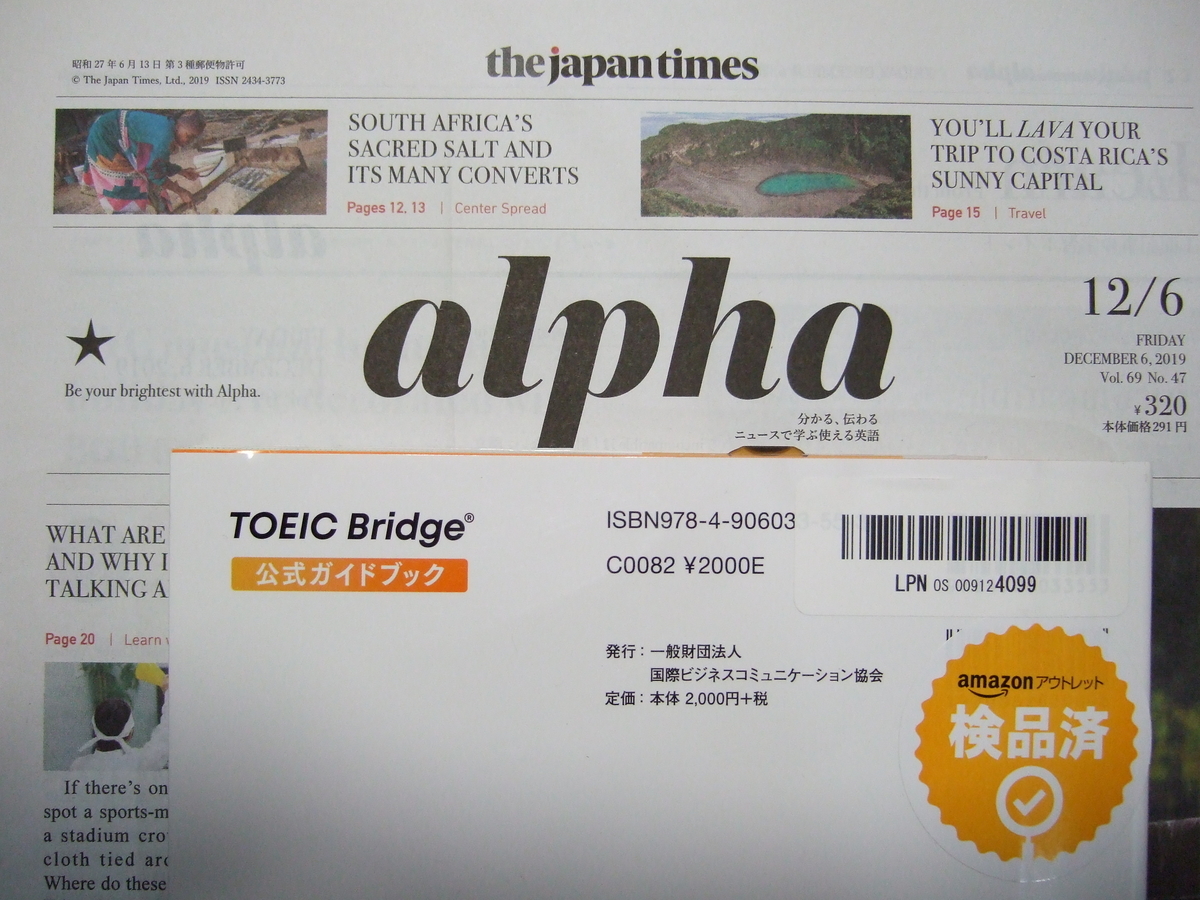 昭和27年6月13日 第3種郵便物許可
© The Japan Times, Ltd., 2019 ISSN 2434-3773
the japan times
SOUTH AFRICA'S
SACRED SALT AND
ITS MANY CONVERTS
Pages 12, 13 | Center Spread
YOU'LL LAVA YOUR
TRIP TO COSTA RICA'S
SUNNY CAPITAL
Page 15 | Travel
★
Be your brightest with Alpha.
alpha
分かる、伝わる
ニュースで学ぶ使える英語
12/6
FRIDAY
DECEMBER 6, 2019
Vol. 69 No. 47
¥320
本体価格291円
WHAT ARE
AND WHY
TALKING
Page 20 | Learn
If there's on
spot a sports-m
a stadium cro
cloth tied
Where do these
TOEIC Bridge®
公式ガイドブック
ISBN978-4-90603
C0082 ¥2000E
発行：一般財団法人
国際ビジネスコミュニケーション協会
定価：本体 2,000円+税
LPN OS 009124099
amazonアウトレット
検品済